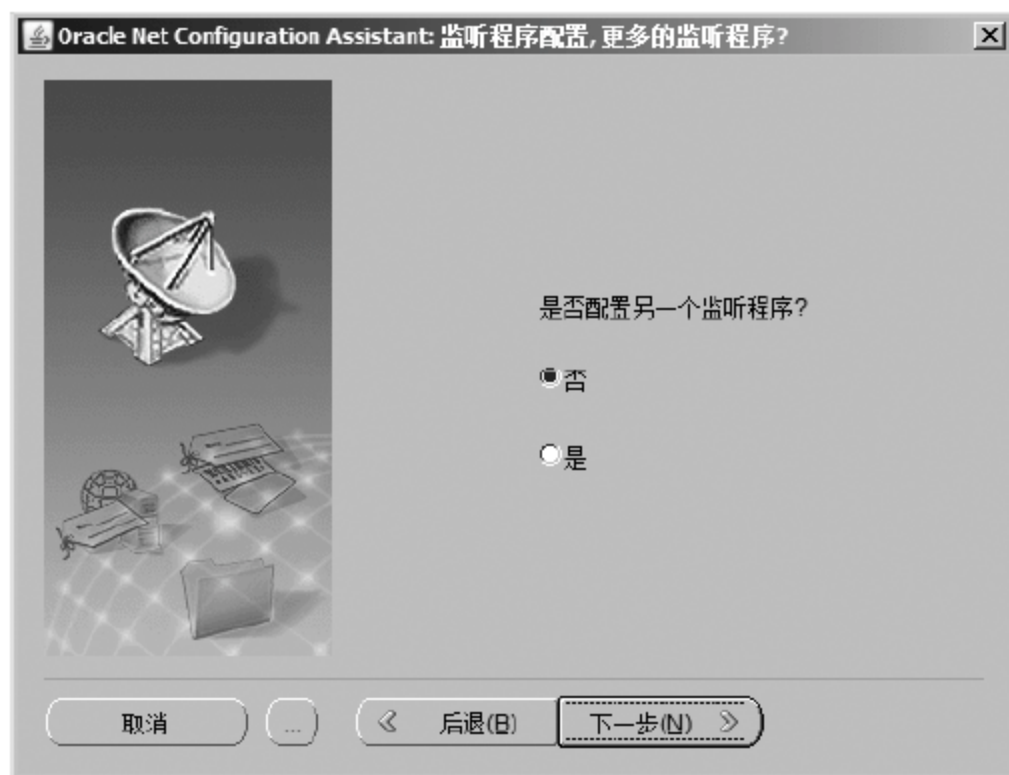 Oracle Net Configuration Assistant: 监听程序配置, 更多的监听程序?
是否配置另一个监听程序?
否
是
取消
...
后退(B)
下一步(N)